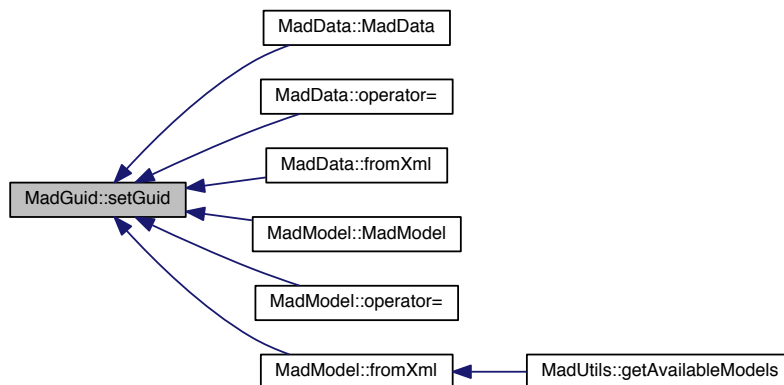 MadData::MadData
MadData::operator=
MadData::fromXml
MadGuid::setGuid
MadModel::MadModel
MadModel::operator=
MadModel::fromXml
MadUtils::getAvailableModels